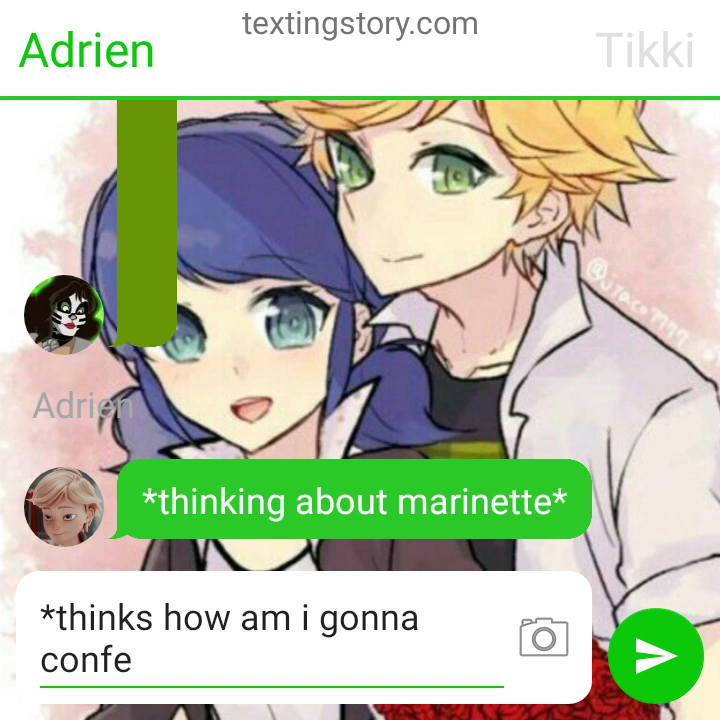 textingstory.com
Adrien
Tikki
Adrien
*thinking about marinette*
*thinks how am i gonna
confe